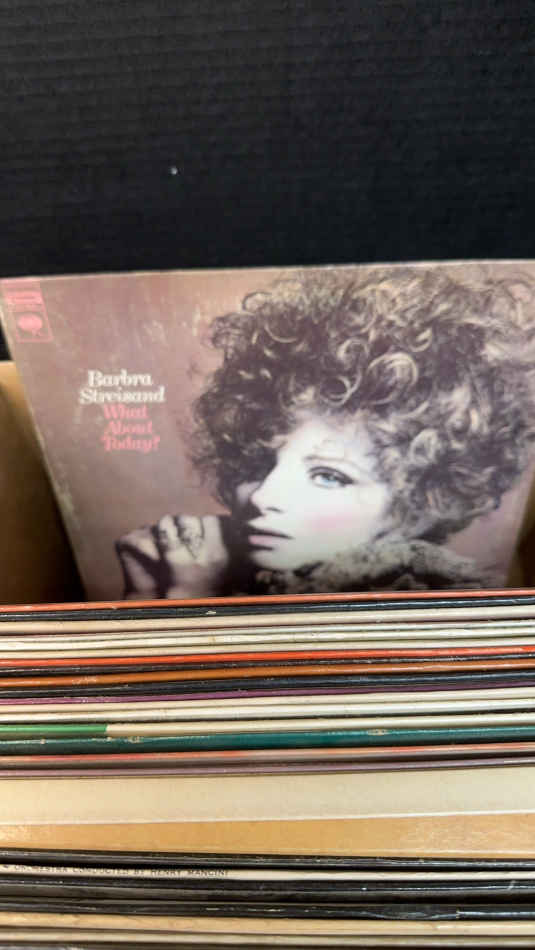 Barbra
Streisand
What
About
Today?
ORCHESTRA CONDUCTED BY HENRY MANCINI